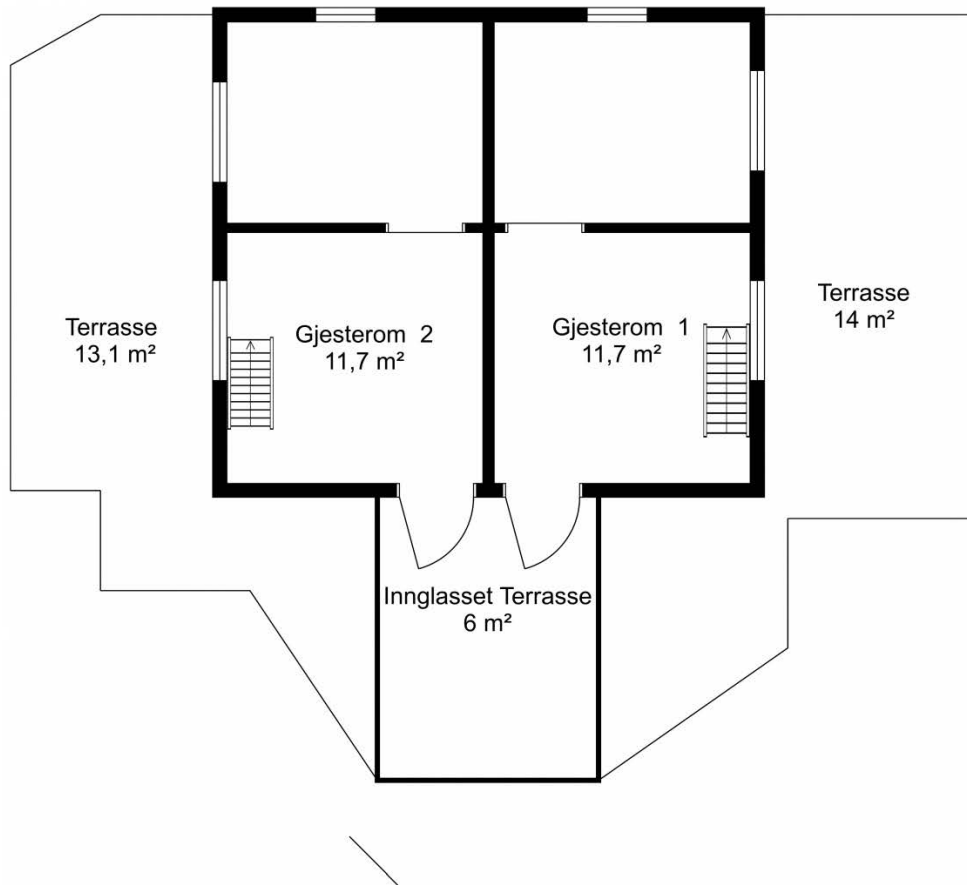 Terrasse
13,1 m²
Gjesterom 2
11,7 m²
Gjesterom 1
11,7 m²
Terrasse
14 m²
Innglasset Terrasse
6 m²